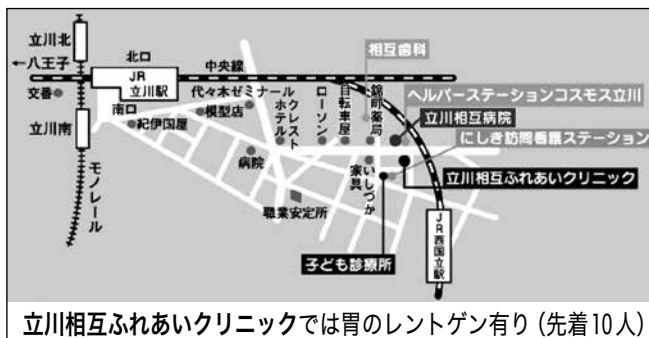 立川北
←八王子
北口
中央線
JR
立川駅
交番
南口
立川南
紀伊国屋
模型店
代々木ゼミナール
モノレール
病院
クレスト
ホテル
ローソン
自転車屋
錦町薬局
相互歯科
ヘルパーステーションコスモス立川
立川相互病院
にしき訪問看護ステーション
いしづか
家具
立川相互ふれあいクリニック
職業安定所
子ども診療所
JR西国立駅
立川相互ふれあいクリニックでは胃のレントゲン有り（先着10人）